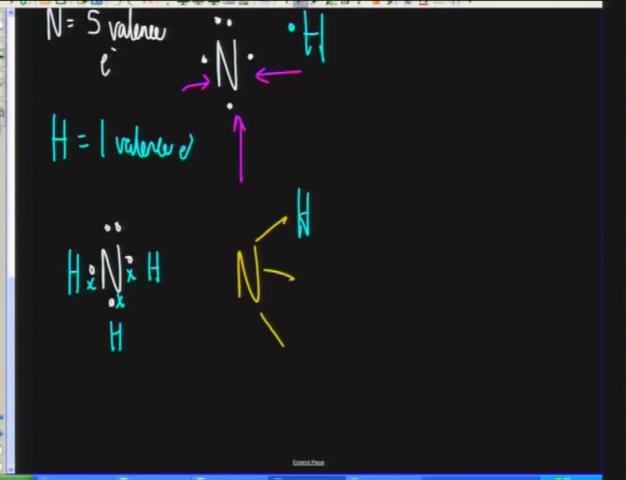 N = 5 valence
e⁻
N
·H
H = 1 valence e⁻
H N H
H
N
H
Extend Page